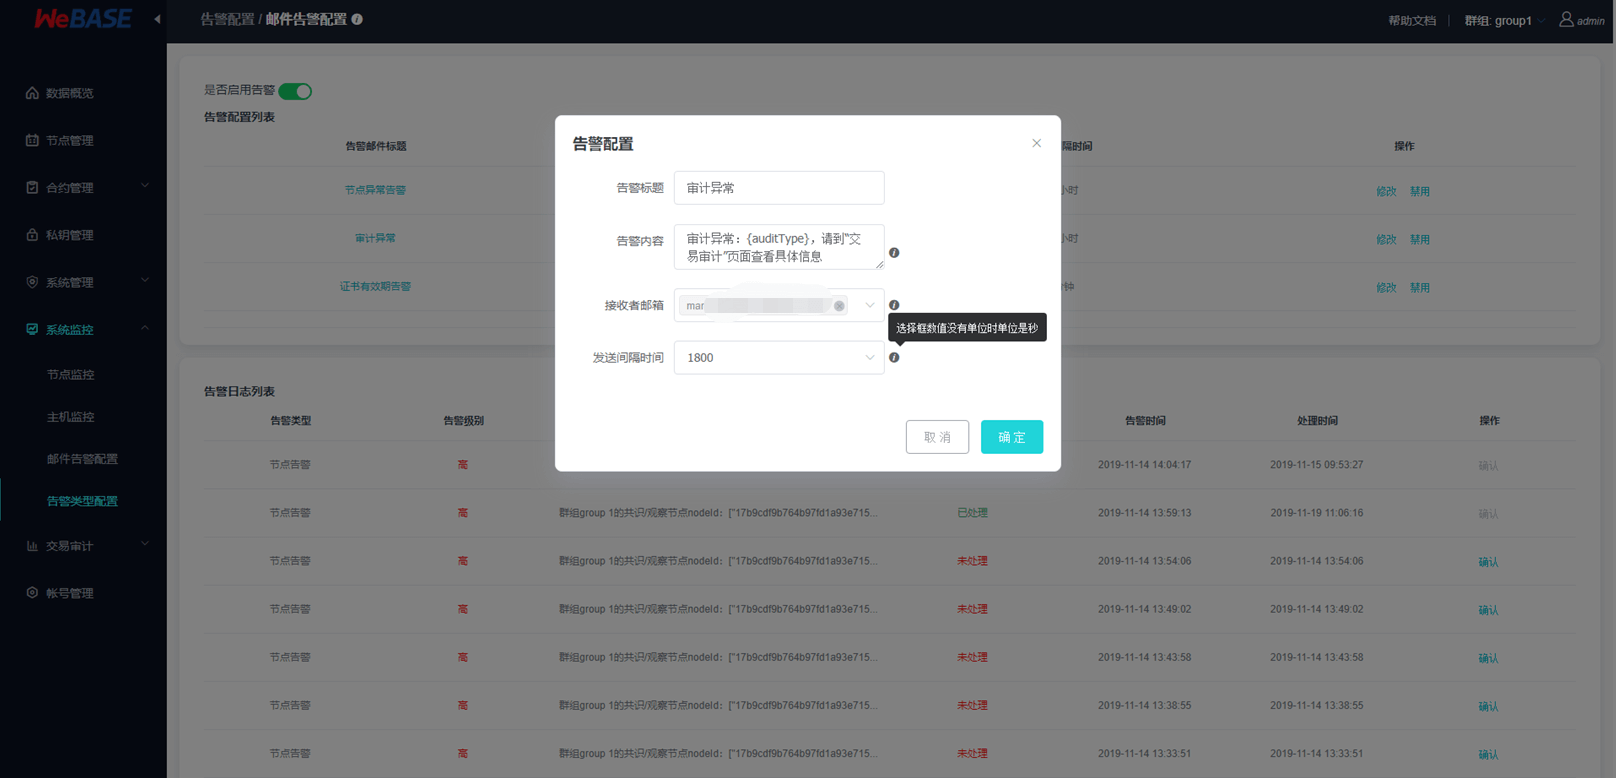 WeBASE
告警配置 / 邮件告警配置
帮助文档 | 群组: group1
admin
数据概览
节点管理
合约管理
私钥管理
系统管理
系统监控
节点监控
主机监控
邮件告警配置
告警类型配置
交易审计
帐号管理
是否启用告警
告警配置列表
告警邮件标题 隔时间 操作
节点异常告警 小时 修改 禁用
审计异常 小时 修改 禁用
证书有效期告警 钟 修改 禁用
告警配置
告警标题 审计异常
告警内容 审计异常：{auditType}，请到“交
易审计”页面查看具体信息
接收者邮箱 mar
选择框数值没有单位时单位是秒
发送间隔时间 1800
取 消 确 定
告警日志列表
告警类型 告警级别 告警时间 处理时间 操作
节点告警 高 2019-11-14 14:04:17 2019-11-15 09:53:27 确认
节点告警 高 群组group 1的共识/观察节点nodeId：["17b9cdf9b764b97fd1a93e715... 已处理 2019-11-14 13:59:13 2019-11-19 11:06:16 确认
节点告警 高 群组group 1的共识/观察节点nodeId：["17b9cdf9b764b97fd1a93e715... 未处理 2019-11-14 13:54:06 2019-11-14 13:54:06 确认
节点告警 高 群组group 1的共识/观察节点nodeId：["17b9cdf9b764b97fd1a93e715... 未处理 2019-11-14 13:49:02 2019-11-14 13:49:02 确认
节点告警 高 群组group 1的共识/观察节点nodeId：["17b9cdf9b764b97fd1a93e715... 未处理 2019-11-14 13:43:58 2019-11-14 13:43:58 确认
节点告警 高 群组group 1的共识/观察节点nodeId：["17b9cdf9b764b97fd1a93e715... 未处理 2019-11-14 13:38:55 2019-11-14 13:38:55 确认
节点告警 高 群组group 1的共识/观察节点nodeId：["17b9cdf9b764b97fd1a93e715... 未处理 2019-11-14 13:33:51 2019-11-14 13:33:51 确认